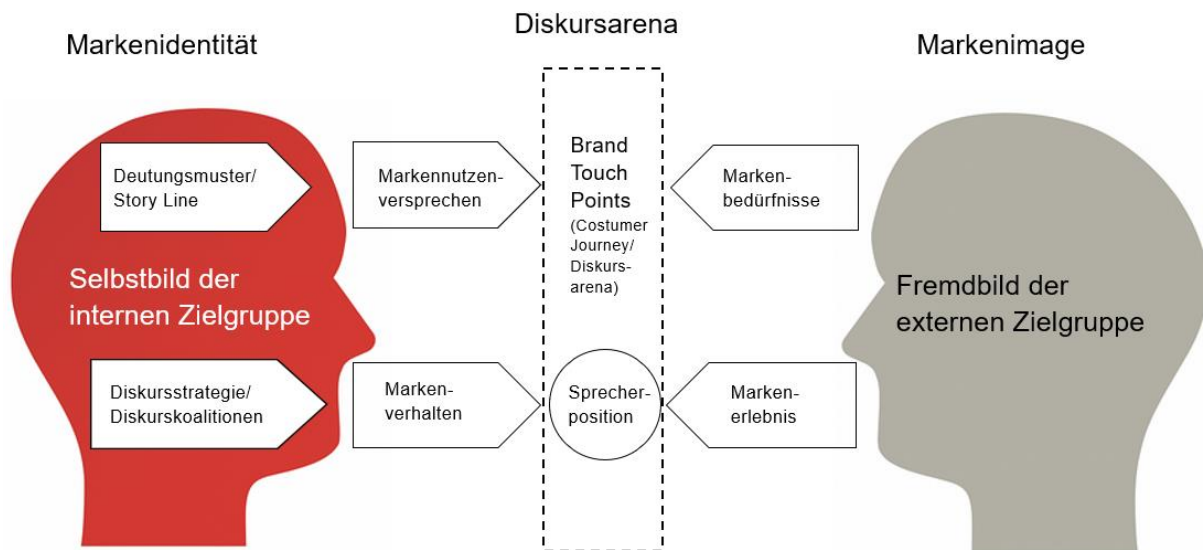 Markenidentität
Diskursarena
Markenimage
Deutungsmuster/
Story Line
Markennutzen-
versprechen
Brand
Touch
Points
(Costumer
Journey/
Diskurs-
arena)
Marken-
bedürfnisse
Selbstbild der
internen Zielgruppe
Fremdbild der
externen Zielgruppe
Diskursstrategie/
Diskurskoalitionen
Marken-
verhalten
Sprecher-
position
Marken-
erlebnis